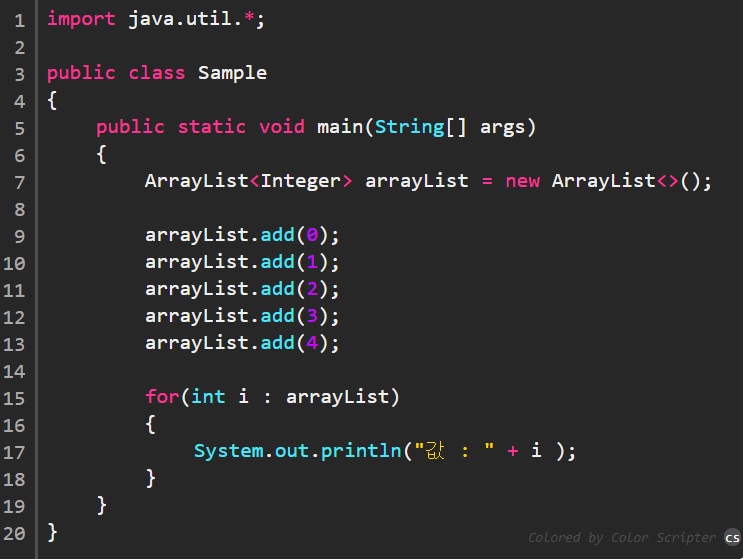 1 import java.util.*;
2
3 public class Sample
4 {
5     public static void main(String[] args)
6     {
7         ArrayList<Integer> arrayList = new ArrayList<>();
8
9         arrayList.add(0);
10         arrayList.add(1);
11         arrayList.add(2);
12         arrayList.add(3);
13         arrayList.add(4);
14
15         for(int i : arrayList)
16         {
17             System.out.println("값 : " + i );
18         }
19     }
20 }
Colored by Color Scripter cs